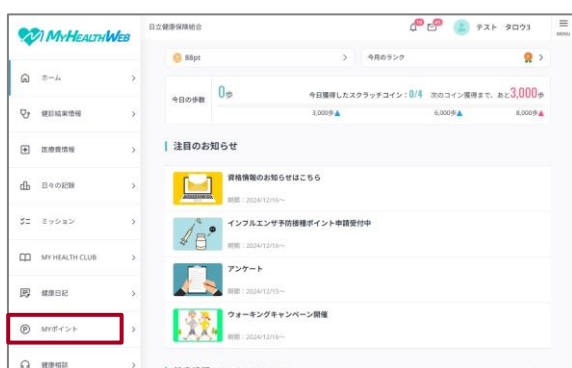 MY HEALTH WEB
日立健康保険組合
テスト タロウ3
MENU
88pt
今月のランク
ホーム
健診結果情報
医療費情報
日々の記録
ミッション
MY HEALTH CLUB
健康日記
MYポイント
健康相談
今日の歩数
0歩
今日獲得したスクラッチコイン：0/4 次のコイン獲得まで、あと3,000歩
3,000歩▲
6,000歩▲
8,000歩▲
注目のお知らせ
資格情報のお知らせはこちら
期間：2024/12/16〜
インフルエンザ予防接種ポイント申請受付中
期間：2024/12/16〜
アンケート
期間：2024/12/15〜
ウォーキングキャンペーン開催
期間：2024/12/16〜